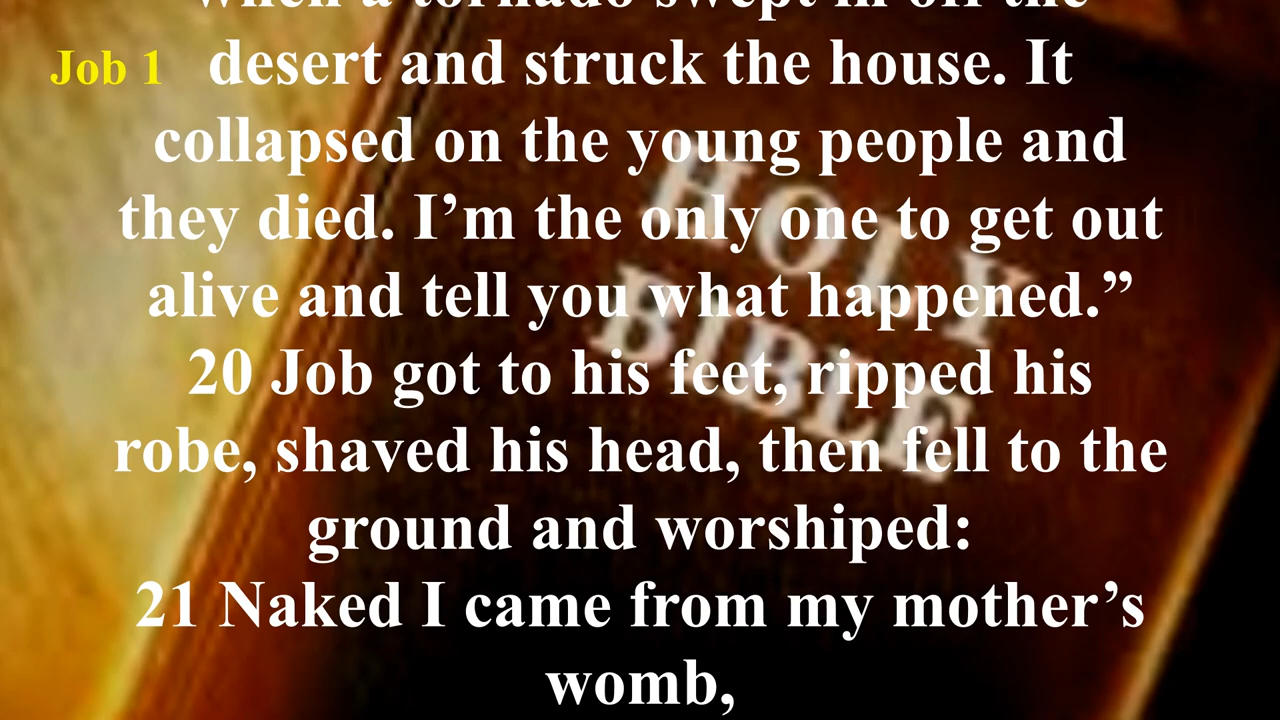 when a tornado swept in off the
Job 1
desert and struck the house. It
collapsed on the young people and
they died. I’m the only one to get out
alive and tell you what happened.”
20 Job got to his feet, ripped his
robe, shaved his head, then fell to the
ground and worshiped:
21 Naked I came from my mother’s
womb,
HOLY
BIBLE